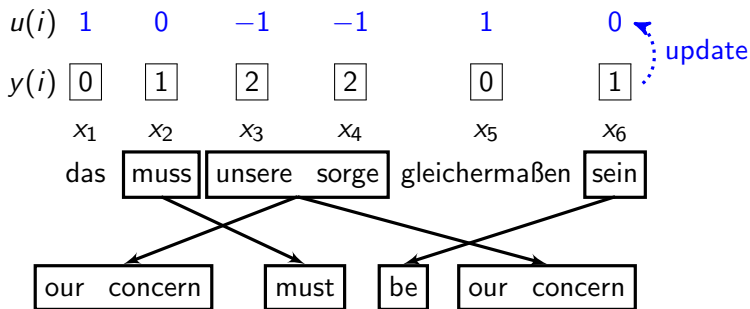 u(i) 1 0 −1 −1 1 0
update
y(i) 0 1 2 2 0 1
x₁ x₂ x₃ x₄ x₅ x₆
das muss unsere sorge gleichermaßen sein
our concern must be our concern